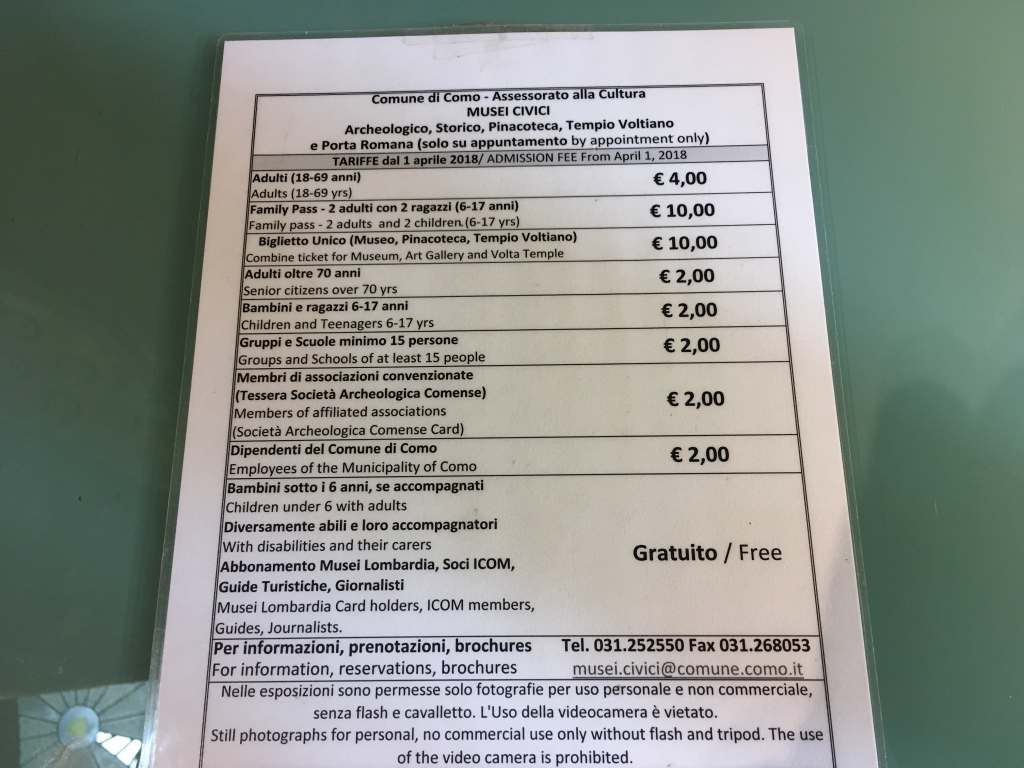 Comune di Como - Assessorato alla Cultura
MUSEI CIVICI
Archeologico, Storico, Pinacoteca, Tempio Voltiano
e Porta Romana (solo su appuntamento by appointment only)
TARIFFE dal 1 aprile 2018/ ADMISSION FEE From April 1, 2018
Adulti (18-69 anni)
Adults (18-69 yrs)
€ 4,00
Family Pass - 2 adulti con 2 ragazzi (6-17 anni)
Family pass - 2 adults and 2 children (6-17 yrs)
€ 10,00
Biglietto Unico (Museo, Pinacoteca, Tempio Voltiano)
Combine ticket for Museum, Art Gallery and Volta Temple
€ 10,00
Adulti oltre 70 anni
Senior citizens over 70 yrs
€ 2,00
Bambini e ragazzi 6-17 anni
Children and Teenagers 6-17 yrs
€ 2,00
Gruppi e Scuole minimo 15 persone
Groups and Schools of at least 15 people
€ 2,00
Membri di associazioni convenzionate
(Tessera Società Archeologica Comense)
Members of affiliated associations
(Società Archeologica Comense Card)
€ 2,00
Dipendenti del Comune di Como
Employees of the Municipality of Como
€ 2,00
Bambini sotto i 6 anni, se accompagnati
Children under 6 with adults
Diversamente abili e loro accompagnatori
With disabilities and their carers
Abbonamento Musei Lombardia, Soci ICOM,
Guide Turistiche, Giornalisti
Musei Lombardia Card holders, ICOM members,
Guides, Journalists.
Gratuito / Free
Per informazioni, prenotazioni, brochures Tel. 031.252550 Fax 031.268053
For information, reservations, brochures musei.civici@comune.como.it
Nelle esposizioni sono permesse solo fotografie per uso personale e non commerciale,
senza flash e cavalletto. L'Uso della videocamera è vietato.
Still photographs for personal, no commercial use only without flash and tripod. The use
of the video camera is prohibited.